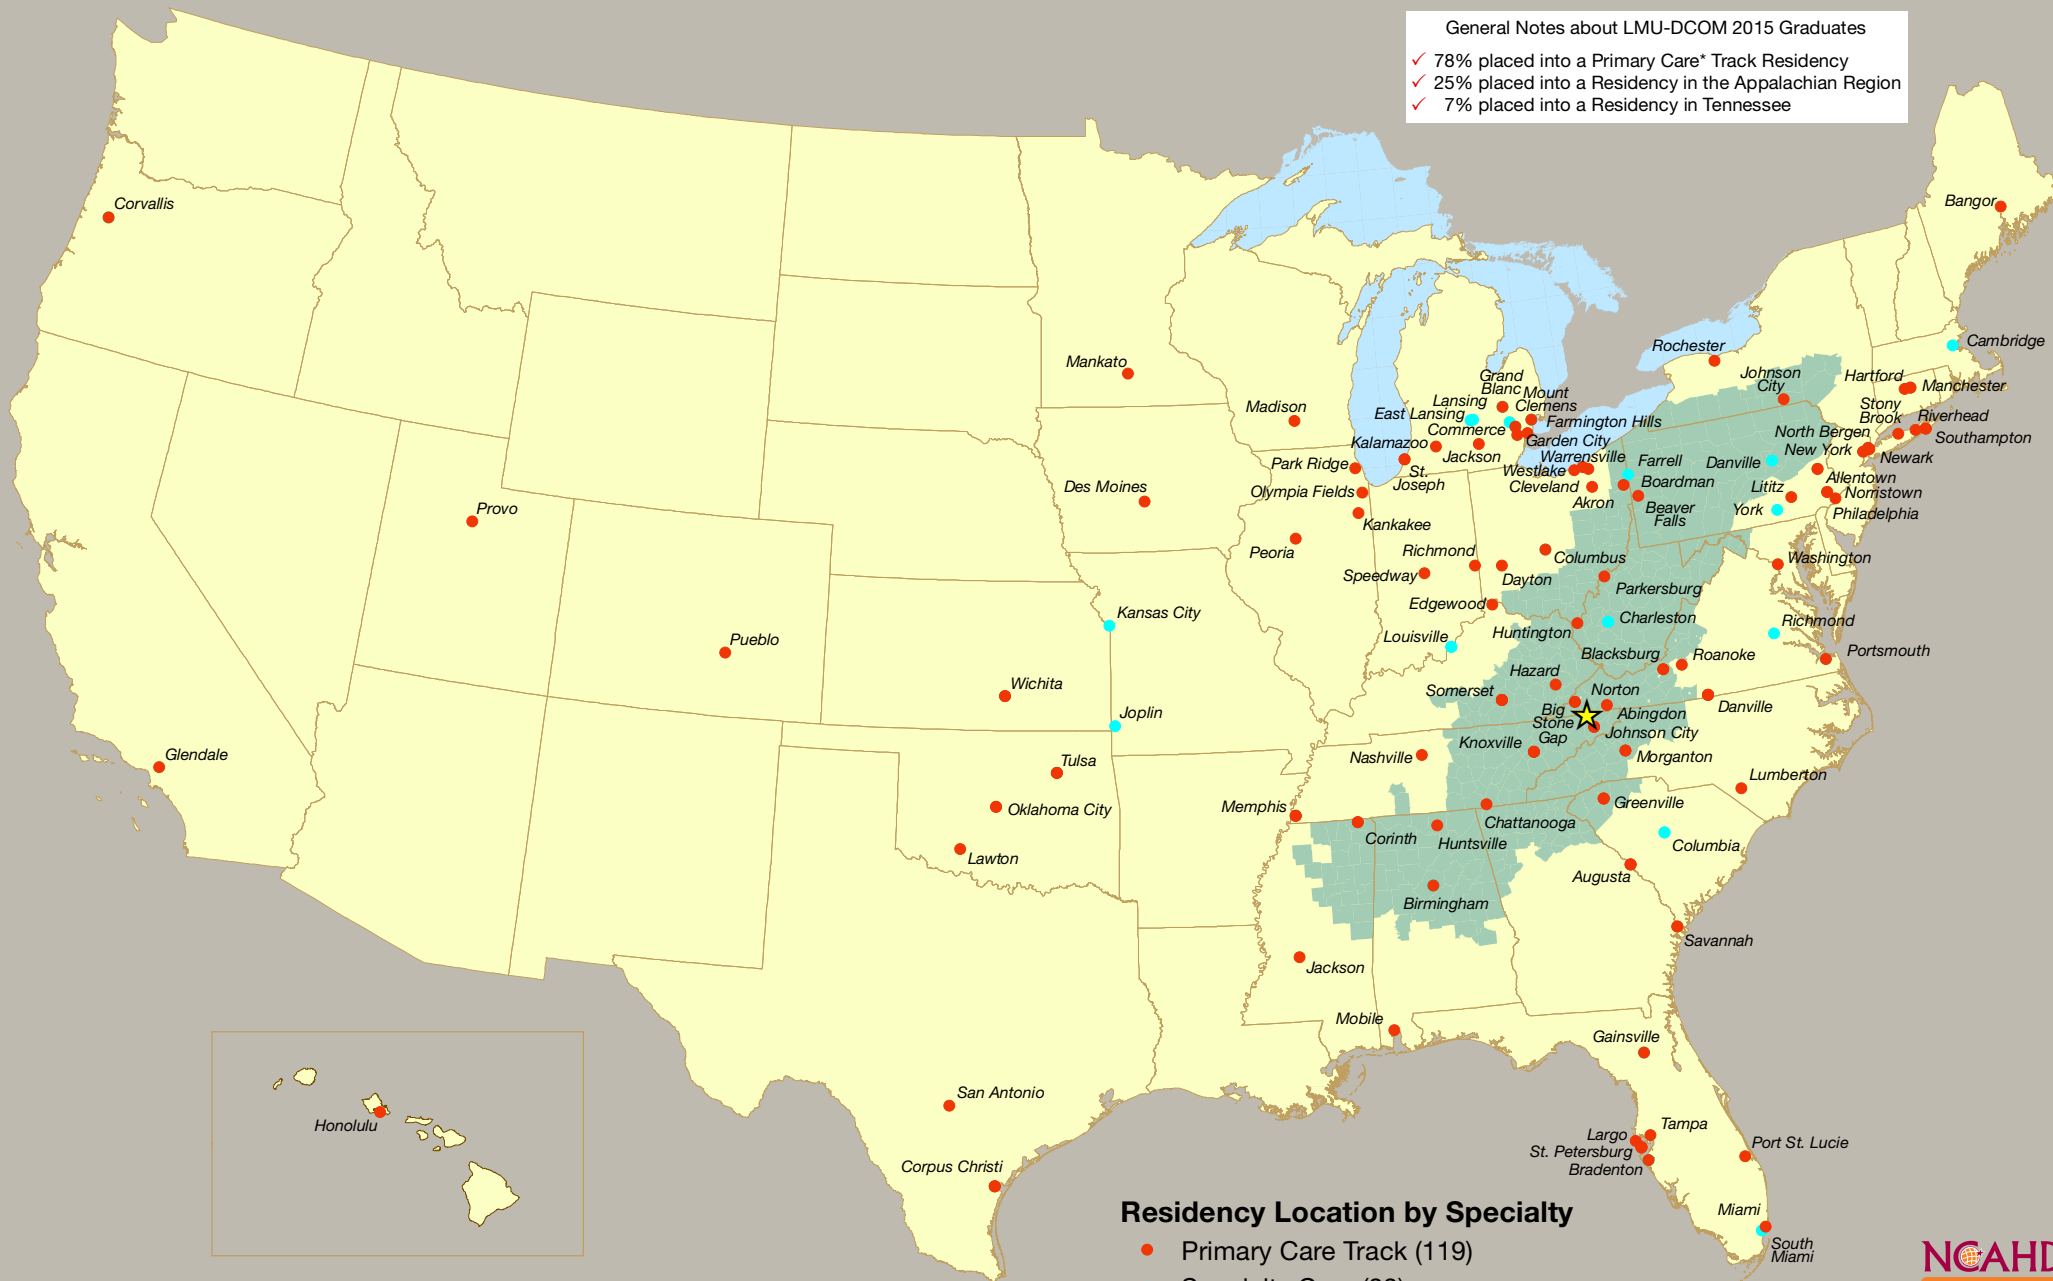 General Notes about LMU-DCOM 2015 Graduates
✓ 78% placed into a Primary Care* Track Residency
✓ 25% placed into a Residency in the Appalachian Region
✓ 7% placed into a Residency in Tennessee
Corvallis
Bangor
Cambridge
Rochester
Mankato
Johnson
City
Hartford
Manchester
Grand
Blanc
Mount
Clemens
Madison
Lansing
East Lansing
Commerce
Farmington Hills
Stony
Brook
Riverhead
Southampton
North Bergen
New York
Newark
Kalamazoo
Jackson
Garden City
Warrensville
Park Ridge
St.
Joseph
Westlake
Cleveland
Farrell
Danville
Boardman
Allentown
Des Moines
Olympia Fields
Akron
Beaver
Falls
Lititz
Norristown
York
Philadelphia
Provo
Kankakee
Peoria
Richmond
Columbus
Washington
Speedway
Dayton
Parkersburg
Edgewood
Kansas City
Charleston
Richmond
Pueblo
Louisville
Huntington
Blacksburg
Roanoke
Portsmouth
Wichita
Hazard
Somerset
Norton
Big
Stone
Gap
Abingdon
Danville
Joplin
Johnson City
Knoxville
Glendale
Nashville
Morganton
Tulsa
Lumberton
Oklahoma City
Memphis
Greenville
Chattanooga
Corinth
Huntsville
Columbia
Lawton
Augusta
Birmingham
Savannah
Jackson
Mobile
Gainsville
San Antonio
Honolulu
Tampa
Largo
St. Petersburg
Bradenton
Port St. Lucie
Corpus Christi
Miami
South
Miami
Residency Location by Specialty
Primary Care Track (119)
NCAHD